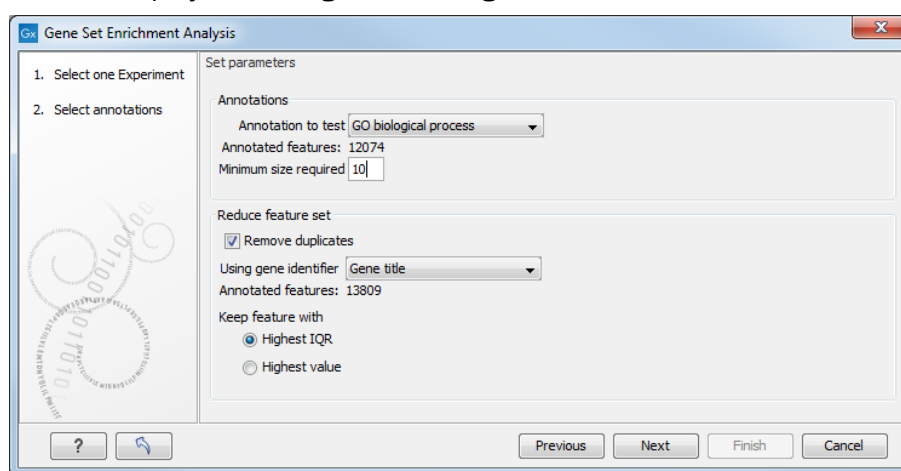 Gx Gene Set Enrichment Analysis
1. Select one Experiment
2. Select annotations
Set parameters
Annotations
Annotation to test GO biological process
Annotated features: 12074
Minimum size required 10
Reduce feature set
Remove duplicates
Using gene identifier Gene title
Annotated features: 13809
Keep feature with
Highest IQR
Highest value
? Previous Next Finish Cancel